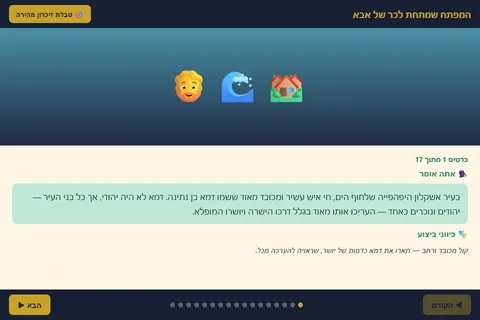 המפתח שמתחת לכר של אבא
טבלת זיכרון מהירה
כרטיס 1 מתוך 17
אתה אומר
בעיר אשקלון היפהפייה שלחוף הים, חי איש עשיר ומכובד מאוד ששמו דמא בן נתינה. דמא לא היה יהודי, אך כל בני העיר —
יהודים ונוכרים כאחד — העריכו אותו מאוד בגלל דרכו הישרה ויושרו המופלא.
כיווני ביצוע
קול מכובד ורחב — תארו את דמא כדמות של יושר, שראויה להערכה מכל.
◀ הקודם
הבא ▶